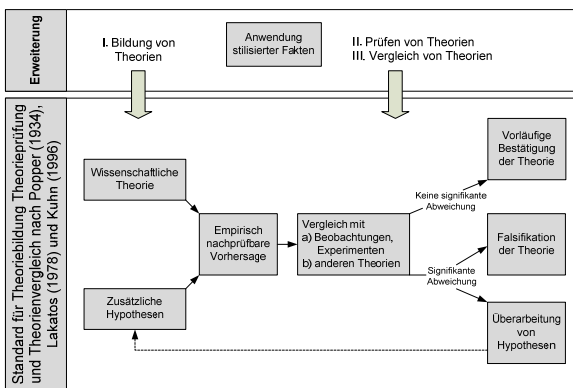 Erweiterung
I. Bildung von
Theorien
Anwendung
stilisierter Fakten
II. Prüfen von Theorien
III. Vergleich von Theorien
Standard für Theoriebildung Theorieprüfung
und Theorienvergleich nach Popper (1934),
Lakatos (1978) und Kuhn (1996)
Wissenschaftliche
Theorie
Zusätzliche
Hypothesen
Empirisch
nachprüfbare
Vorhersage
Vergleich mit
a) Beobachtungen,
Experimenten
b) anderen Theorien
Keine signifikante
Abweichung
Signifikante
Abweichung
Vorläufige
Bestätigung
der Theorie
Falsifikation
der Theorie
Überarbeitung
von
Hypothesen